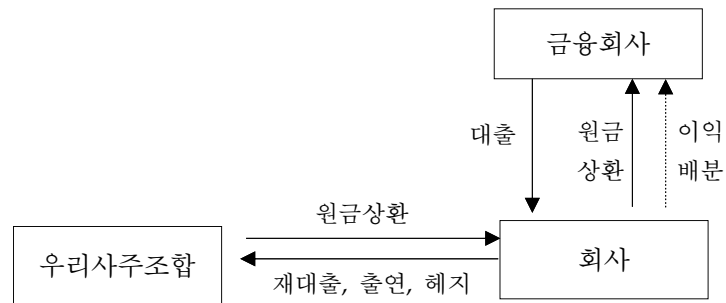 금융회사
대출
원금
상환
이익
배분
원금상환
우리사주조합
회사
재대출, 출연, 헤지